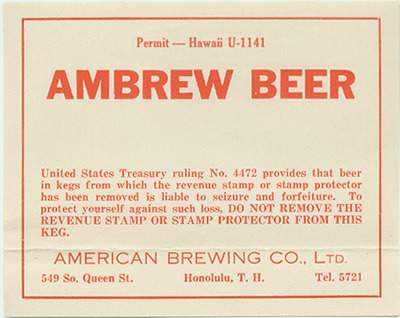 Permit — Hawaii U-1141
AMBREW BEER
United States Treasury ruling No. 4472 provides that beer
in kegs from which the revenue stamp or stamp protector
has been removed is liable to seizure and forfeiture. To
protect yourself against such loss, DO NOT REMOVE THE
REVENUE STAMP OR STAMP PROTECTOR FROM THIS
KEG.
AMERICAN BREWING CO., LTD.
549 So. Queen St. Honolulu, T. H. Tel. 5721